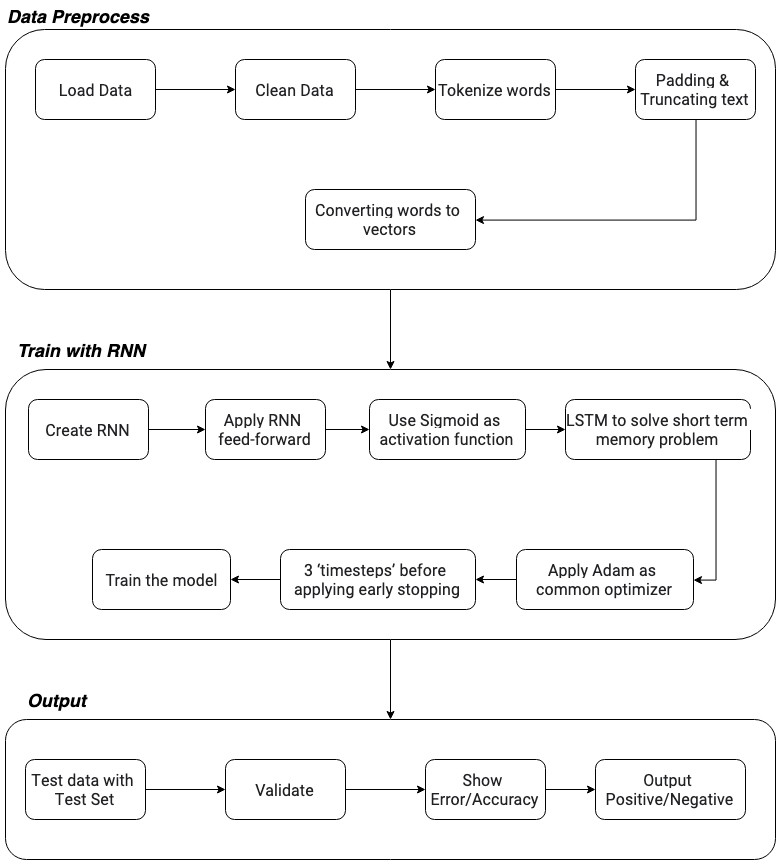 Data Preprocess
Load Data
Clean Data
Tokenize words
Padding &
Truncating text
Converting words to
vectors
Train with RNN
Create RNN
Apply RNN
feed-forward
Use Sigmoid as
activation function
LSTM to solve short term
memory problem
Apply Adam as
common optimizer
3 ‘timesteps’ before
applying early stopping
Train the model
Output
Test data with
Test Set
Validate
Show
Error/Accuracy
Output
Positive/Negative